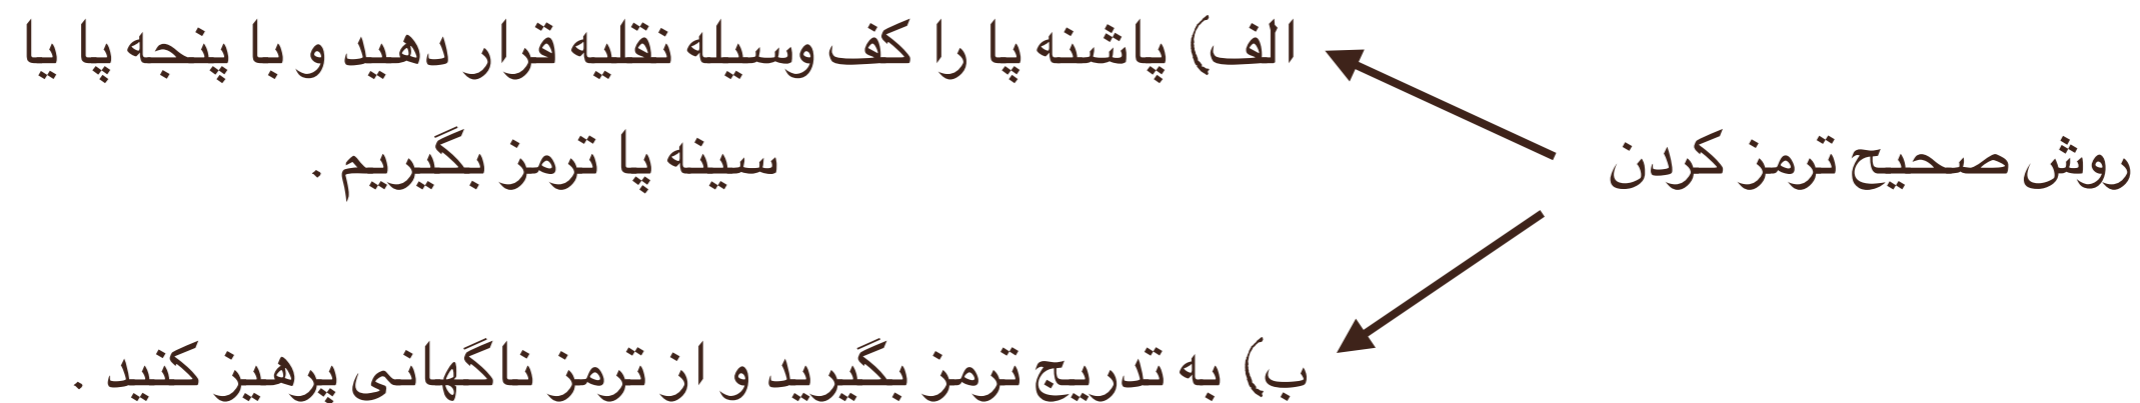 روش صحیح ترمز کردن
الف) پاشنه پا را کف وسیله نقلیه قرار دهید و با پنجه پا یا
سینه پا ترمز بگیریم .
ب) به تدریج ترمز بگیرید و از ترمز ناگهانی پرهیز کنید .